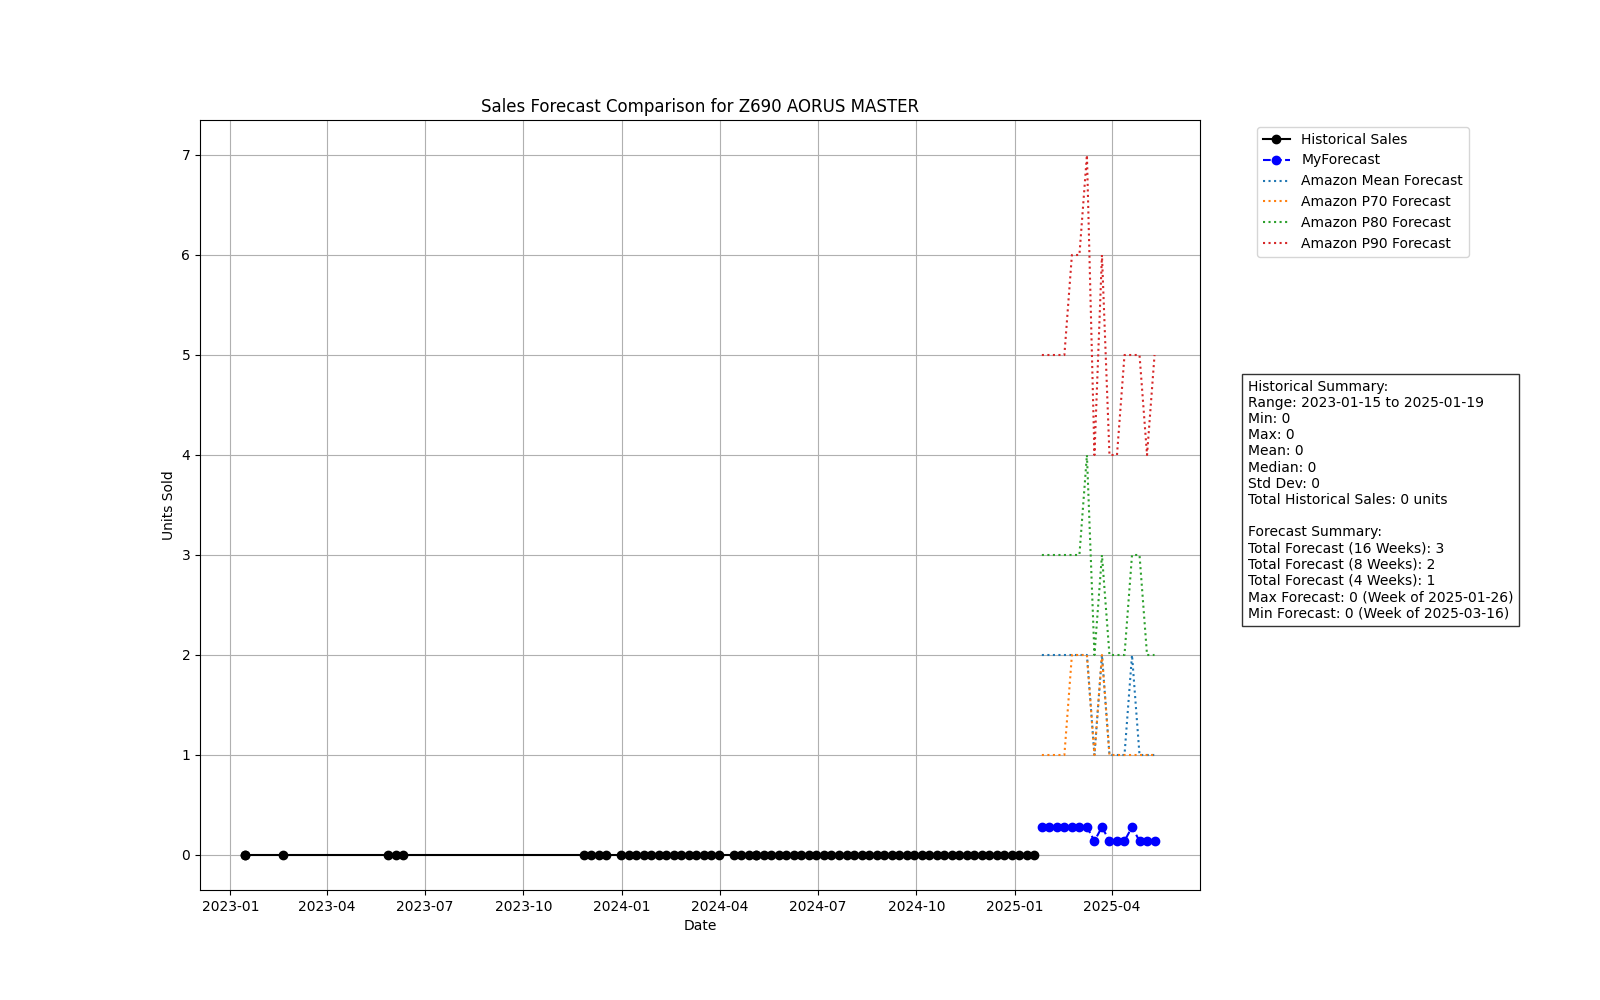 Sales Forecast Comparison for Z690 AORUS MASTER
7
6
5
4
3
2
1
0
Units Sold
2023-01
2023-04
2023-07
2023-10
2024-01
2024-04
2024-07
2024-10
2025-01
2025-04
Date
Historical Sales
MyForecast
Amazon Mean Forecast
Amazon P70 Forecast
Amazon P80 Forecast
Amazon P90 Forecast
Historical Summary:
Range: 2023-01-15 to 2025-01-19
Min: 0
Max: 0
Mean: 0
Median: 0
Std Dev: 0
Total Historical Sales: 0 units
Forecast Summary:
Total Forecast (16 Weeks): 3
Total Forecast (8 Weeks): 2
Total Forecast (4 Weeks): 1
Max Forecast: 0 (Week of 2025-01-26)
Min Forecast: 0 (Week of 2025-03-16)